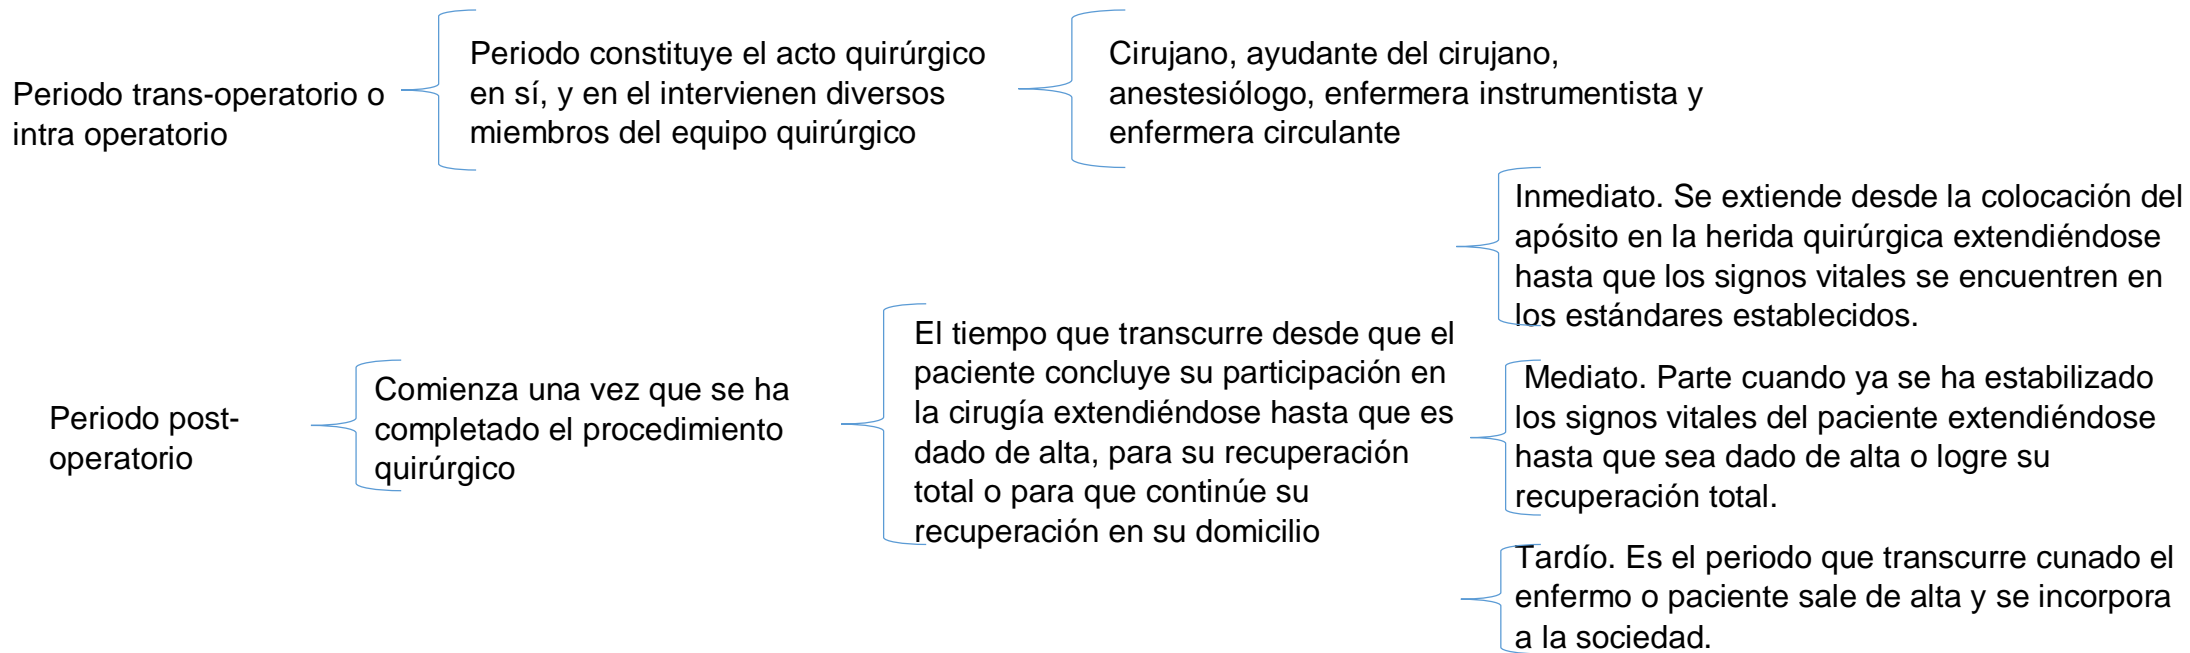 Periodo trans-operatorio o
intra operatorio
Periodo constituye el acto quirúrgico
en sí, y en el intervienen diversos
miembros del equipo quirúrgico
Cirujano, ayudante del cirujano,
anestesiólogo, enfermera instrumentista y
enfermera circulante
Periodo post-
operatorio
Comienza una vez que se ha
completado el procedimiento
quirúrgico
El tiempo que transcurre desde que el
paciente concluye su participación en
la cirugía extendiéndose hasta que es
dado de alta, para su recuperación
total o para que continúe su
recuperación en su domicilio
Inmediato. Se extiende desde la colocación del
apósito en la herida quirúrgica extendiéndose
hasta que los signos vitales se encuentren en
los estándares establecidos.
Mediato. Parte cuando ya se ha estabilizado
los signos vitales del paciente extendiéndose
hasta que sea dado de alta o logre su
recuperación total.
Tardío. Es el periodo que transcurre cunado el
enfermo o paciente sale de alta y se incorpora
a la sociedad.